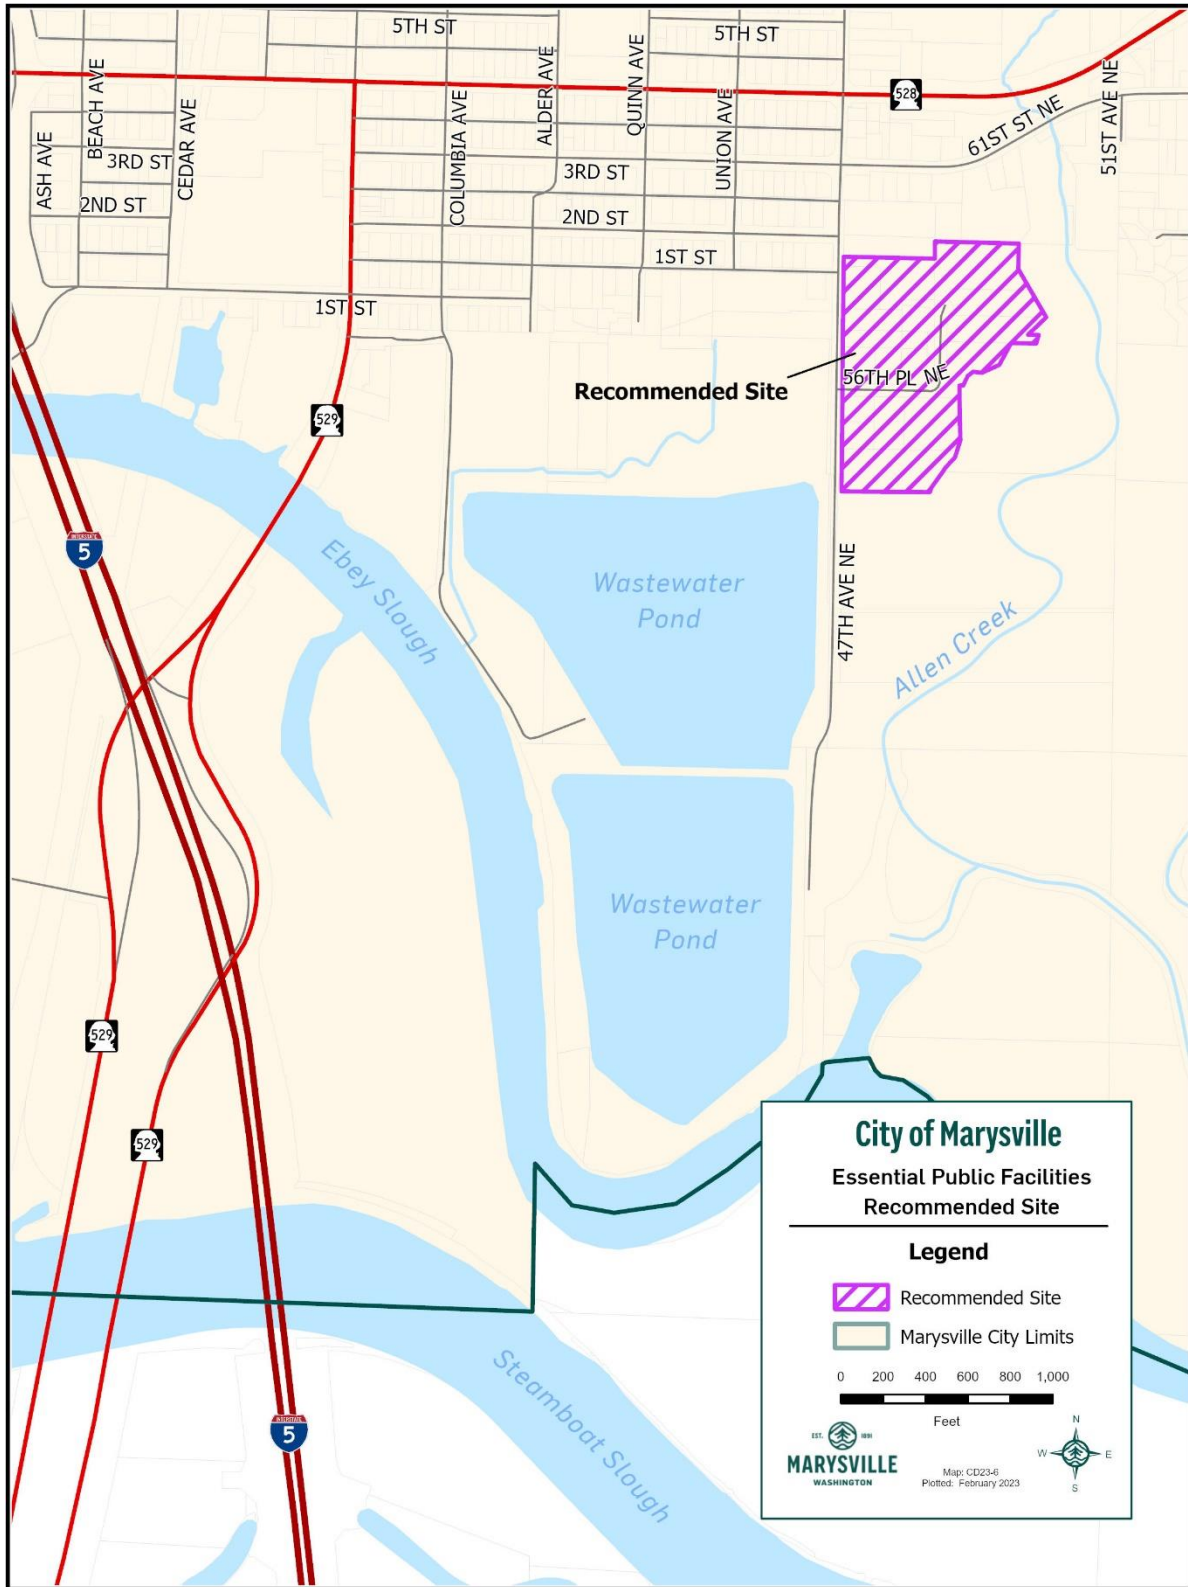 5TH ST
5TH ST
528
BEACH AVE
ALDER AVE
QUINN AVE
51ST AVE NE
61ST ST NE
ASH AVE
CEDAR AVE
COLUMBIA AVE
UNION AVE
3RD ST
3RD ST
2ND ST
2ND ST
1ST ST
1ST ST
56TH PL NE
Recommended Site
529
INTERSTATE
5
Ebey Slough
Wastewater
Pond
47TH AVE NE
Allen Creek
Wastewater
Pond
529
529
City of Marysville
Essential Public Facilities
Recommended Site
Legend
Recommended Site
Marysville City Limits
0 200 400 600 800 1,000
Feet
INTERSTATE
5
Steamboat Slough
EST. 1891
MARYSVILLE
WASHINGTON
Map: CD23-6
Plotted: February 2023
N
W E
S